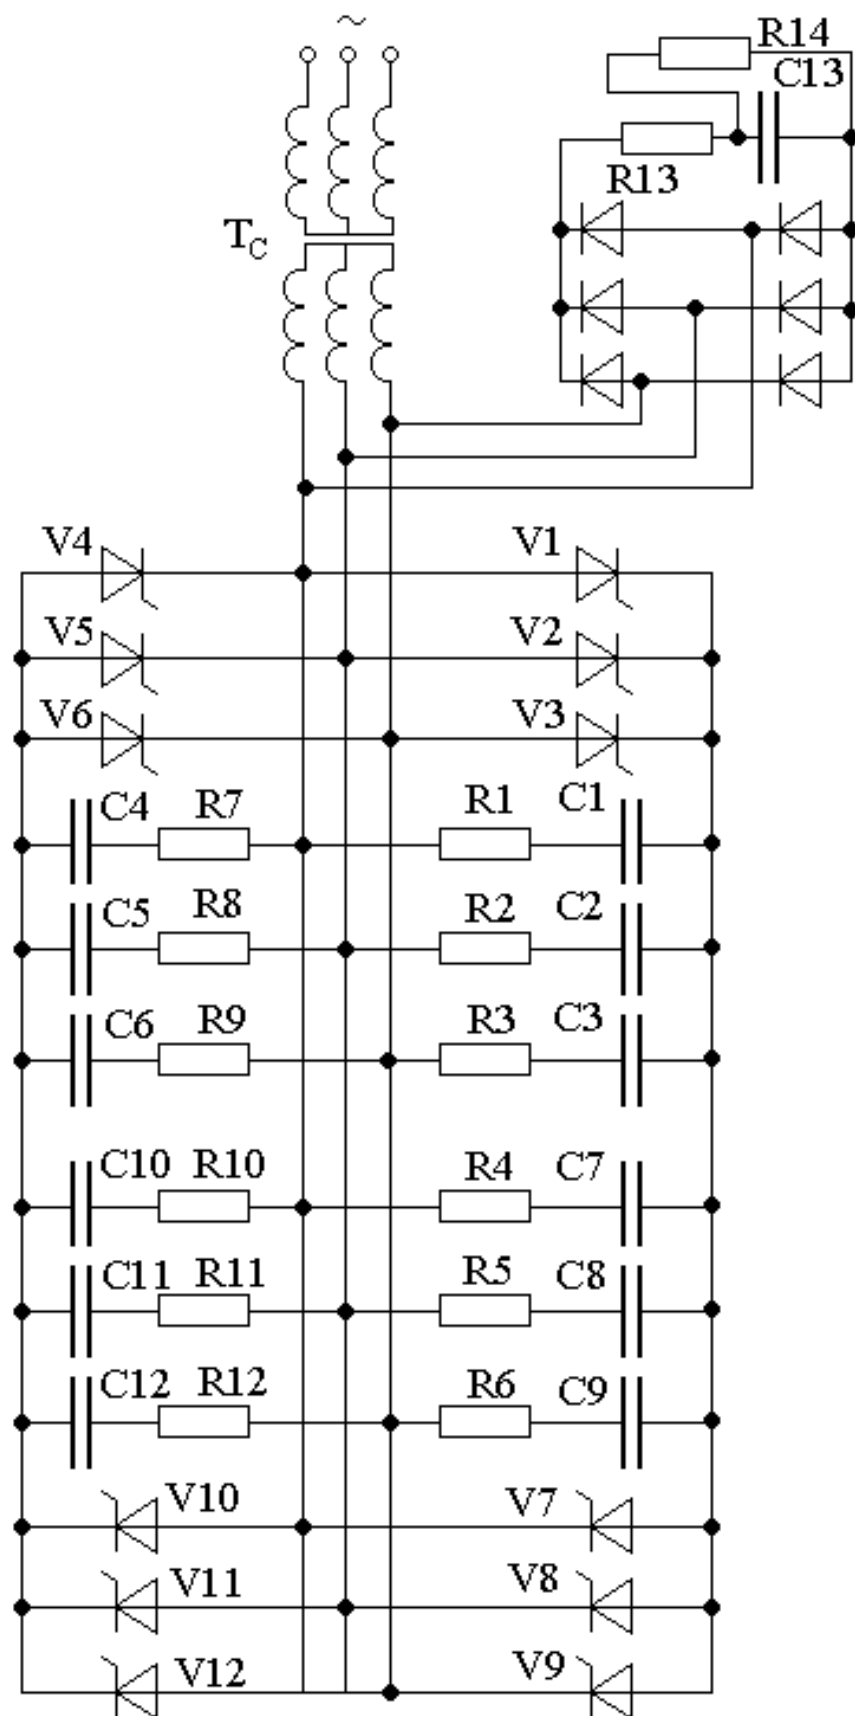 ~
R14
C13
R13
T_C
V4 V1
V5 V2
V6 V3
C4 R7 R1 C1
C5 R8 R2 C2
C6 R9 R3 C3
C10 R10 R4 C7
C11 R11 R5 C8
C12 R12 R6 C9
V10 V7
V11 V8
V12 V9